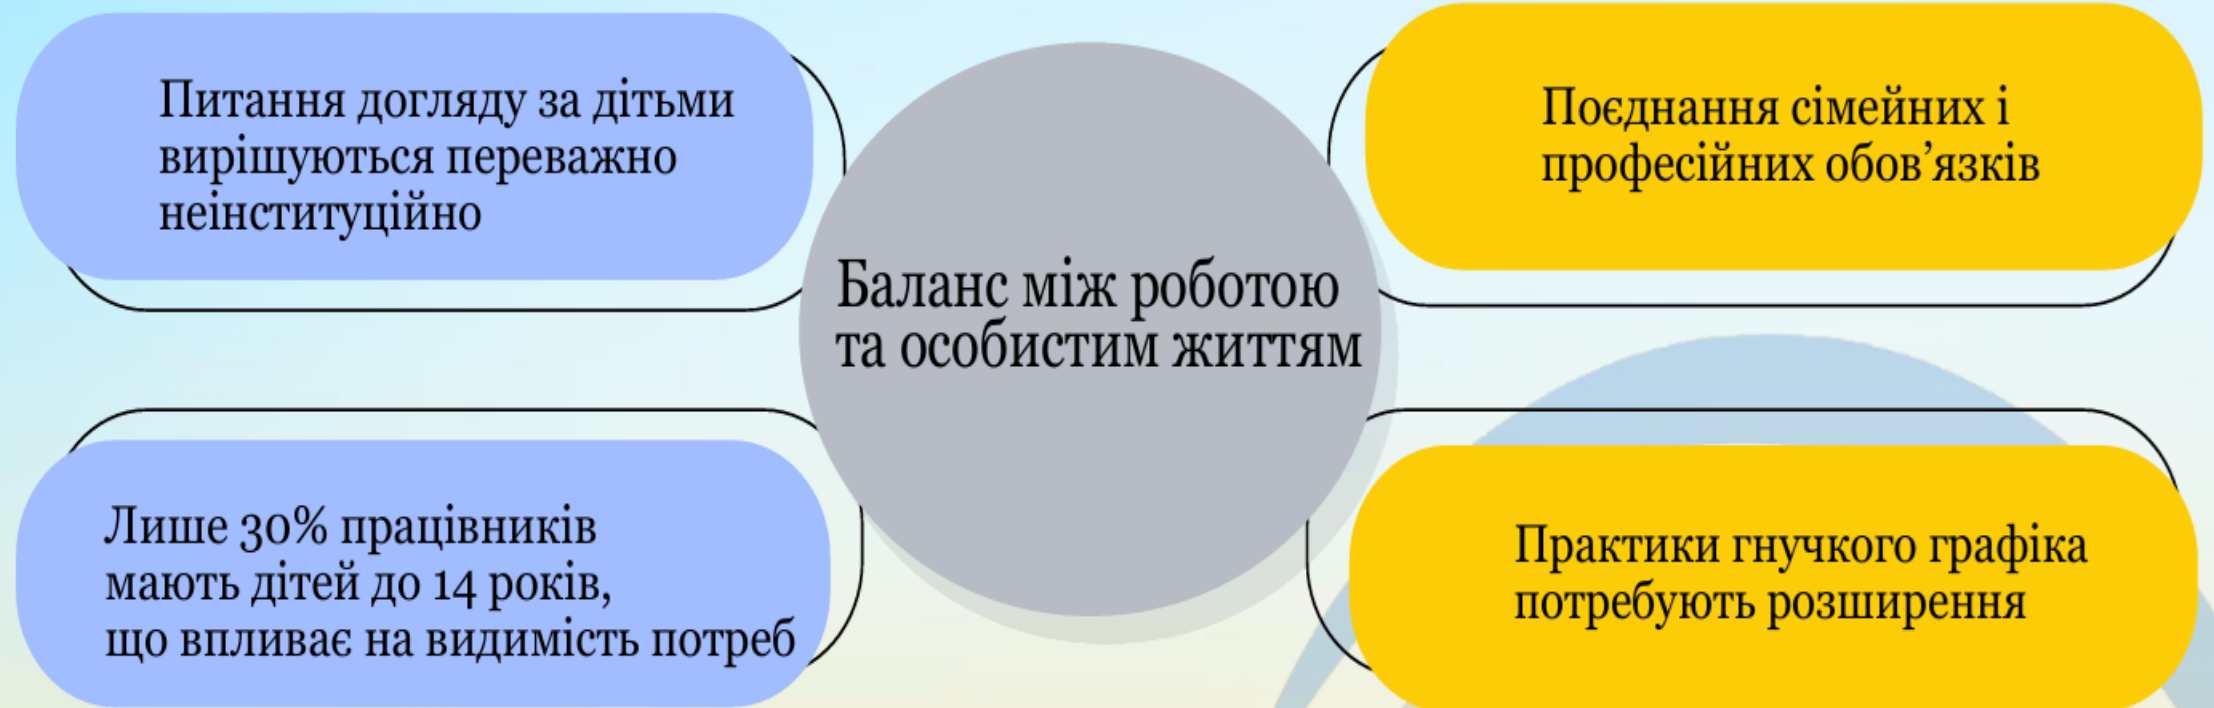 Питання догляду за дітьми
вирішуються переважно
неінституційно
Поєднання сімейних і
професійних обов’язків
Баланс між роботою
та особистим життям
Лише 30% працівників
мають дітей до 14 років,
що впливає на видимість потреб
Практики гнучкого графіка
потребують розширення